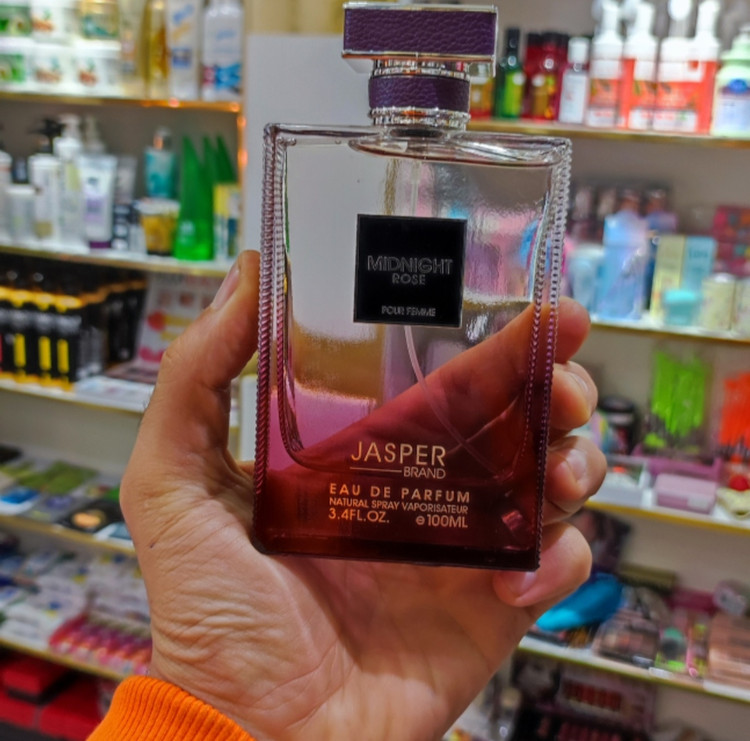 MIDNIGHT
ROSE
POUR FEMME
JASPER
BRAND
EAU DE PARFUM
NATURAL SPRAY VAPORISATEUR
3.4FL.OZ. ℮100ML